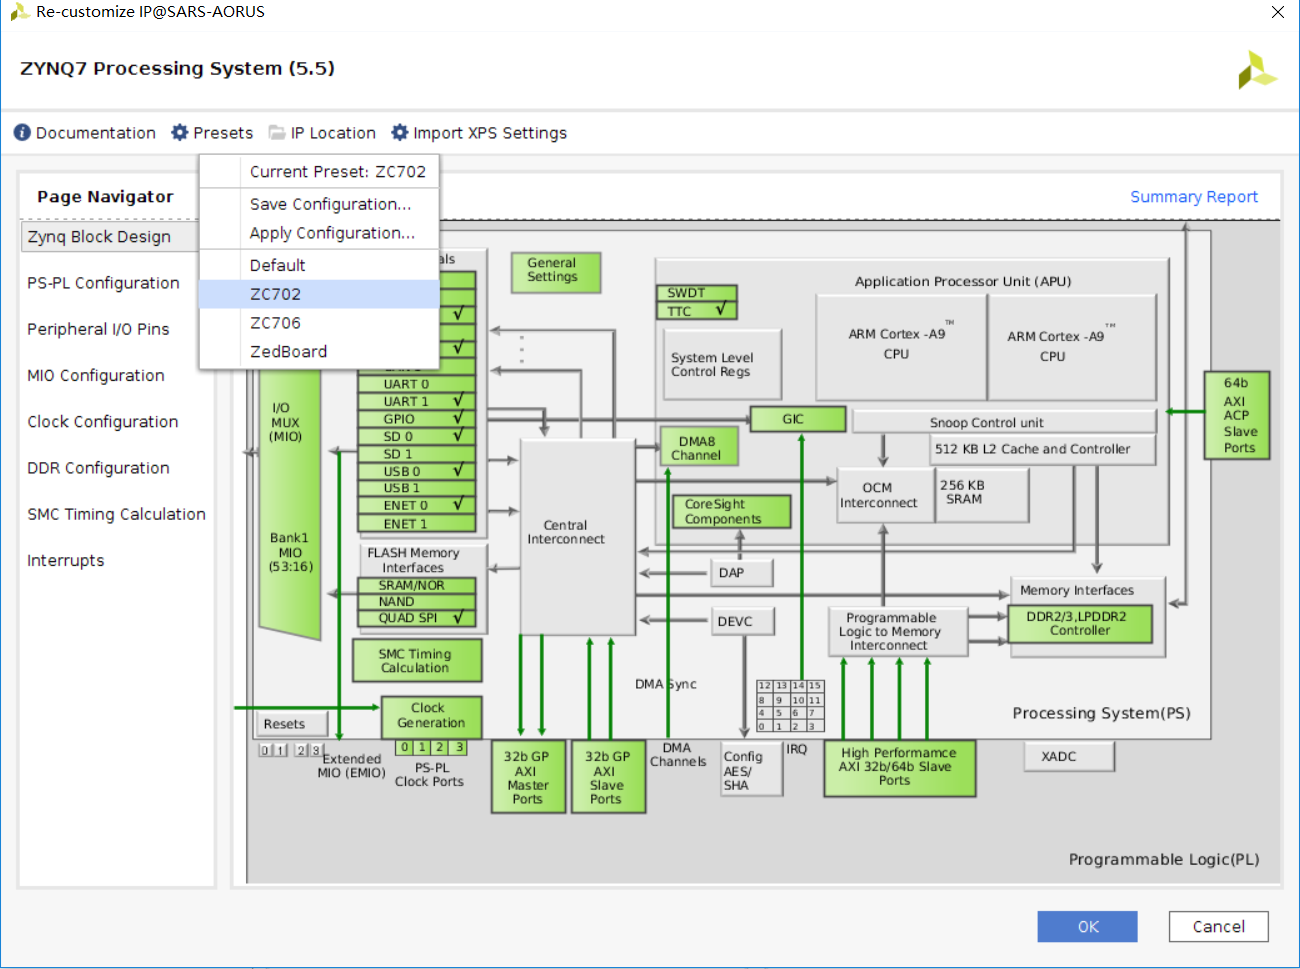 Re-customize IP@SARS-AORUS
ZYNQ7 Processing System (5.5)
Documentation
Presets
IP Location
Import XPS Settings
Current Preset: ZC702
Save Configuration...
Apply Configuration...
Default
ZC702
ZC706
ZedBoard
Page Navigator
Zynq Block Design
PS-PL Configuration
Peripheral I/O Pins
MIO Configuration
Clock Configuration
DDR Configuration
SMC Timing Calculation
Interrupts
Summary Report
General
Settings
SWDT
TTC
Application Processor Unit (APU)
System Level
Control Regs
ARM Cortex -A9™
CPU
ARM Cortex -A9™
CPU
64b
AXI
ACP
Slave
Ports
I/O
MUX
(MIO)
Bank1
MIO
(53:16)
UART 0
UART 1
GPIO
SD 0
SD 1
USB 0
USB 1
ENET 0
ENET 1
FLASH Memory
Interfaces
SRAM/NOR
NAND
QUAD SPI
SMC Timing
Calculation
Clock
Generation
Resets
0 1 2 3
0 1 2 3
Extended
MIO (EMIO)
PS-PL
Clock Ports
Central
Interconnect
GIC
DMA8
Channel
CoreSight
Components
DAP
DEVC
Snoop Control unit
512 KB L2 Cache and Controller
OCM
Interconnect
256 KB
SRAM
Memory Interfaces
DDR2/3,LPDDR2
Controller
Programmable
Logic to Memory
Interconnect
DMA Sync
12 13 14 15
8 9 10 11
4 5 6 7
0 1 2 3
Processing System(PS)
32b GP
AXI
Master
Ports
32b GP
AXI
Slave
Ports
DMA
Channels
Config
AES/
SHA
IRQ
High Performamce
AXI 32b/64b Slave
Ports
XADC
Programmable Logic(PL)
OK
Cancel